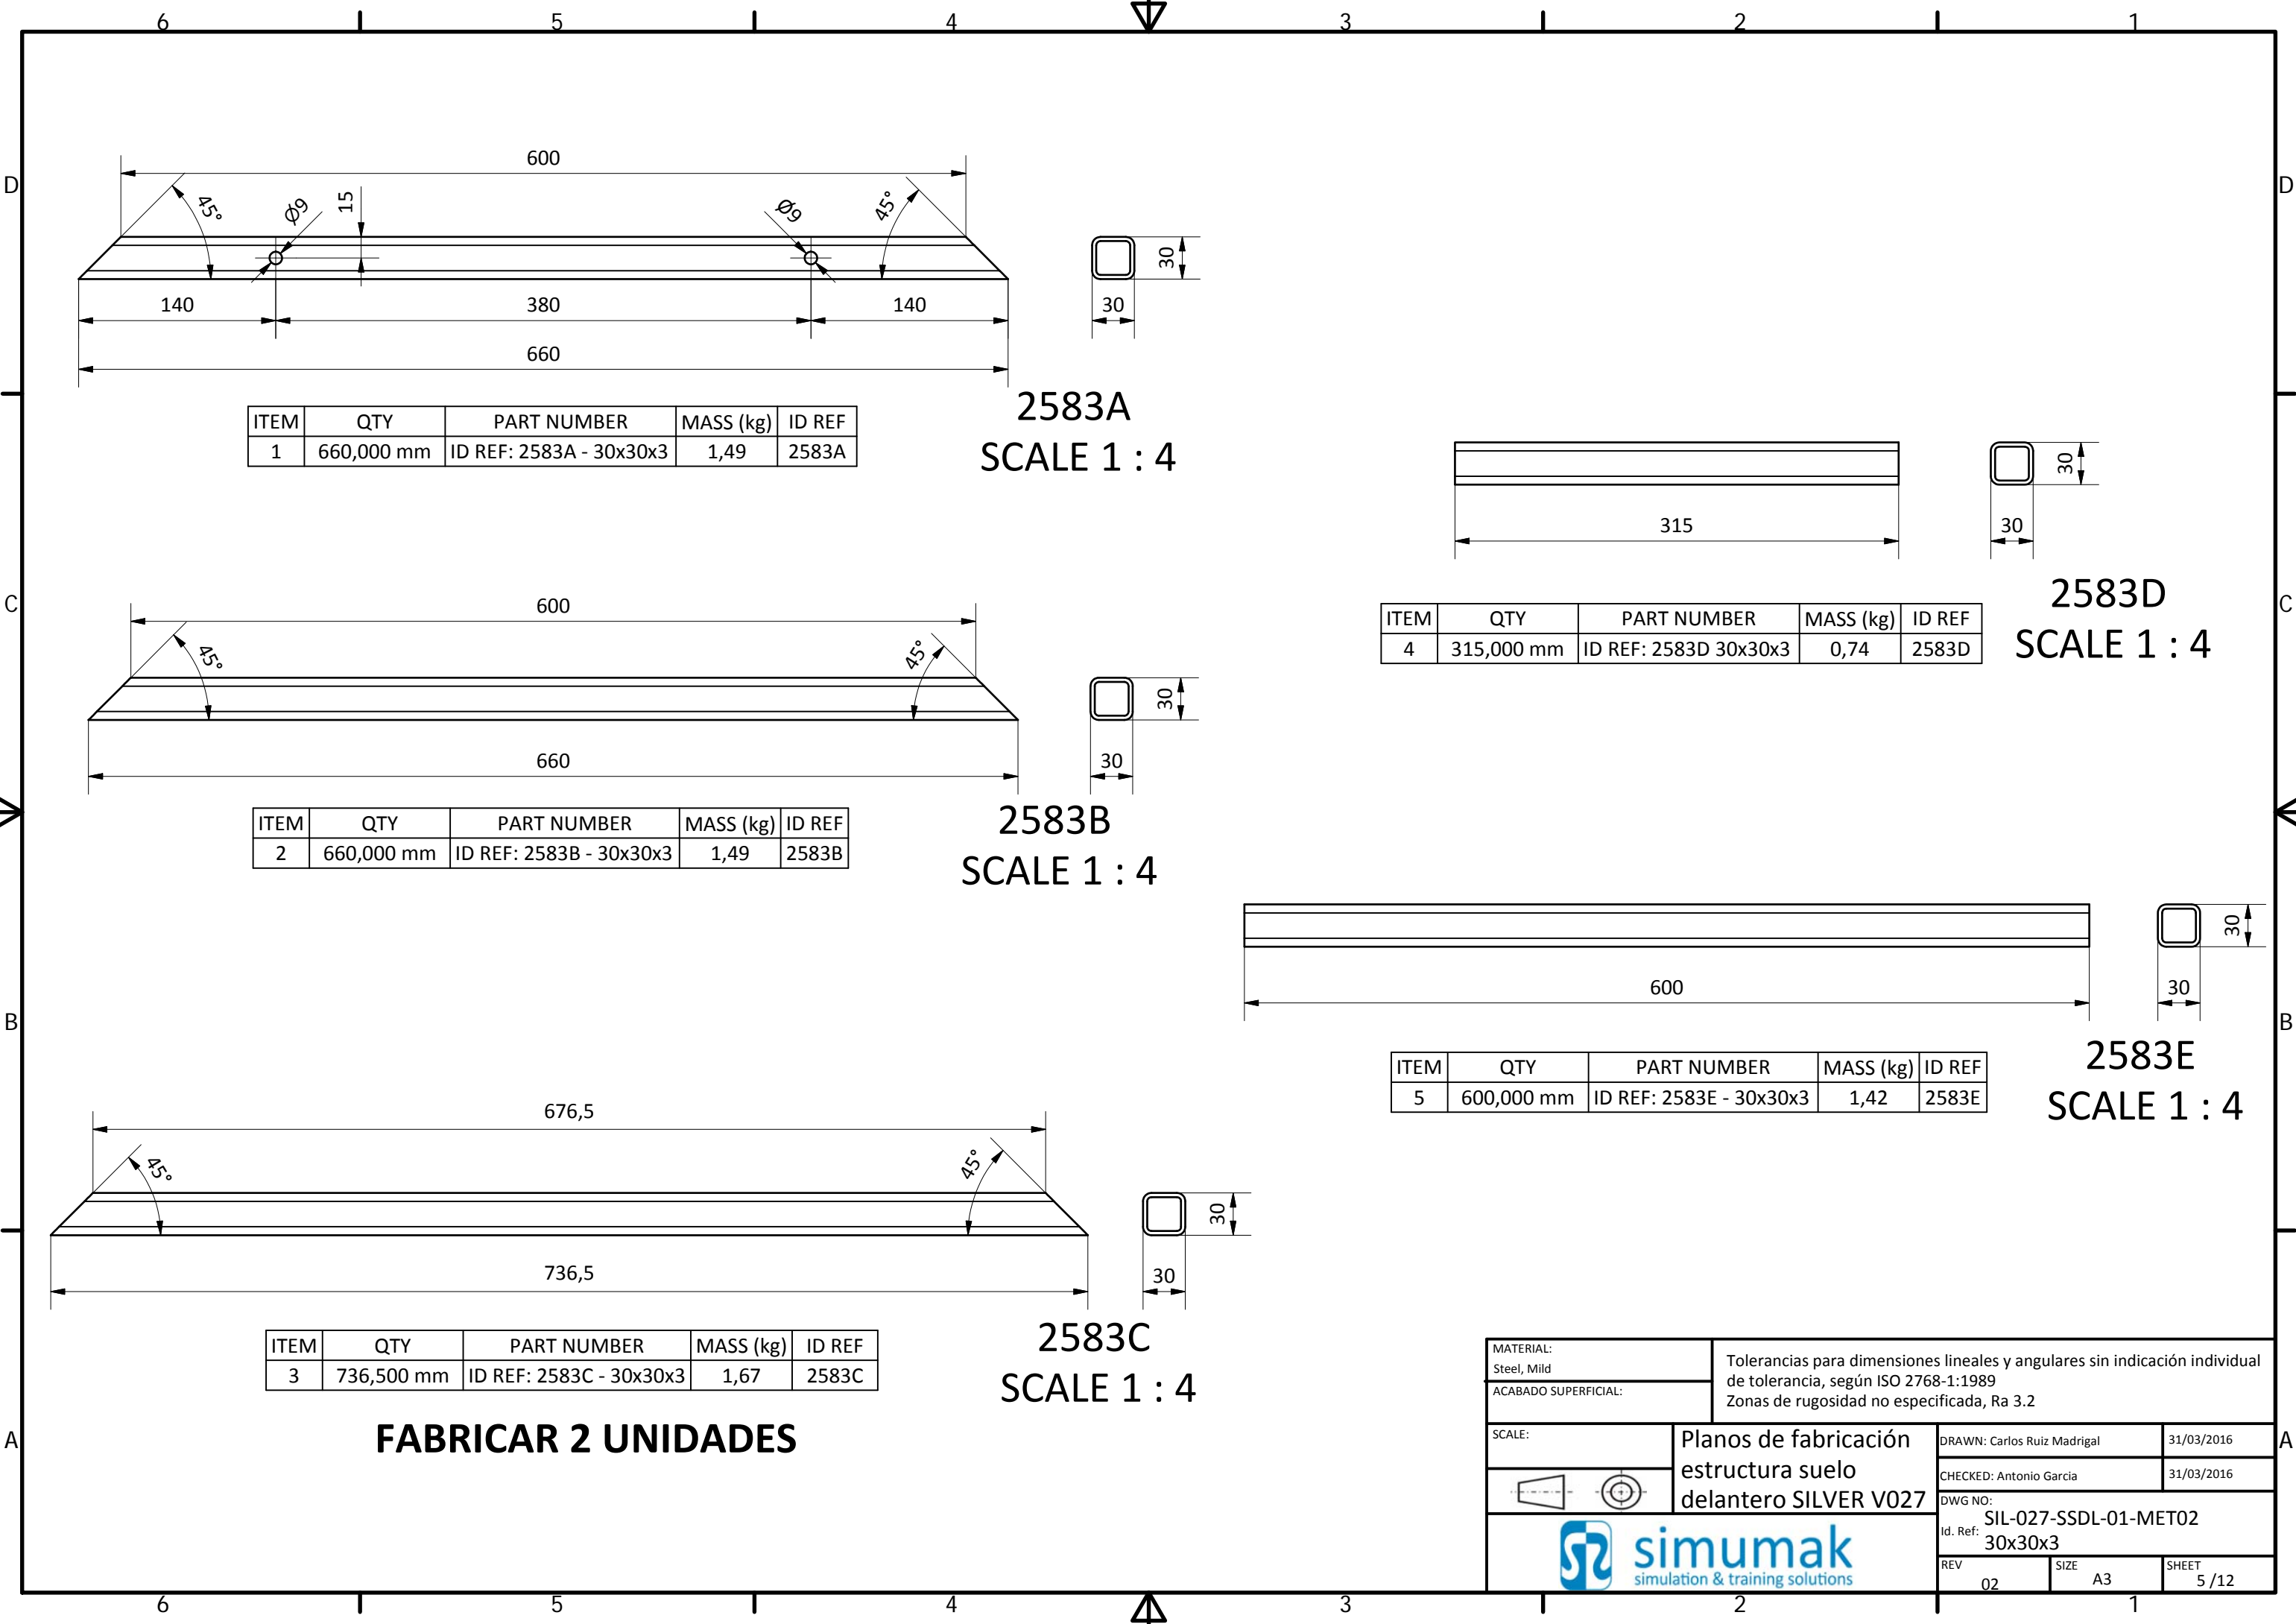 6 5 4 3 2 1
D D
600
45° Ø9 15 Ø9 45°
30
140 380 140 30
660
2583A
SCALE 1 : 4
ITEM QTY PART NUMBER MASS (kg) ID REF
1 660,000 mm ID REF: 2583A - 30x30x3 1,49 2583A
30
315 30
2583D
SCALE 1 : 4
ITEM QTY PART NUMBER MASS (kg) ID REF
4 315,000 mm ID REF: 2583D 30x30x3 0,74 2583D
C C
600
45° 45°
30
660 30
2583B
SCALE 1 : 4
ITEM QTY PART NUMBER MASS (kg) ID REF
2 660,000 mm ID REF: 2583B - 30x30x3 1,49 2583B
30
600 30
B B
2583E
SCALE 1 : 4
ITEM QTY PART NUMBER MASS (kg) ID REF
5 600,000 mm ID REF: 2583E - 30x30x3 1,42 2583E
676,5
45° 45°
30
736,5 30
2583C
SCALE 1 : 4
ITEM QTY PART NUMBER MASS (kg) ID REF
3 736,500 mm ID REF: 2583C - 30x30x3 1,67 2583C
FABRICAR 2 UNIDADES
A A
MATERIAL:
Steel, Mild
ACABADO SUPERFICIAL:
Tolerancias para dimensiones lineales y angulares sin indicación individual
de tolerancia, según ISO 2768-1:1989
Zonas de rugosidad no especificada, Ra 3.2
SCALE:
Planos de fabricación
estructura suelo
delantero SILVER V027
DRAWN: Carlos Ruiz Madrigal 31/03/2016
CHECKED: Antonio Garcia 31/03/2016
DWG NO:
SIL-027-SSDL-01-MET02
Id. Ref: 30x30x3
simumak
simulation & training solutions
REV 02
SIZE A3
SHEET 5 /12
6 5 4 3 2 1